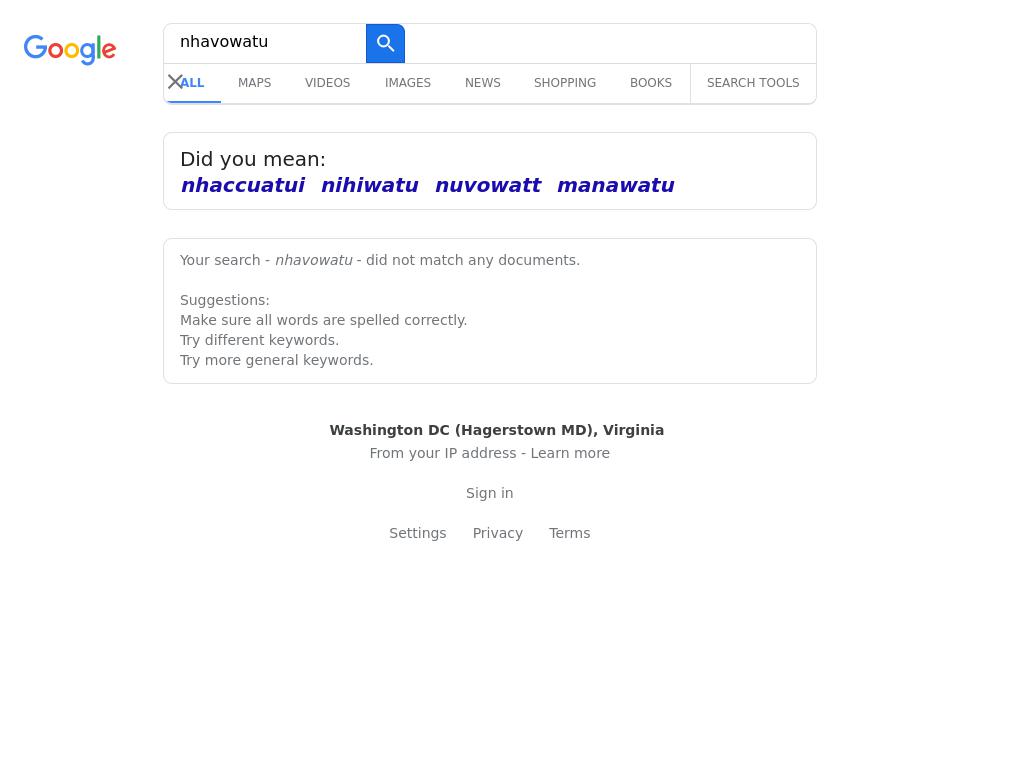 Google
nhavowatu
ALL MAPS VIDEOS IMAGES NEWS SHOPPING BOOKS SEARCH TOOLS
Did you mean:
nhaccuatui nihiwatu nuvowatt manawatu
Your search - nhavowatu - did not match any documents.
Suggestions:
Make sure all words are spelled correctly.
Try different keywords.
Try more general keywords.
Washington DC (Hagerstown MD), Virginia
From your IP address - Learn more
Sign in
Settings Privacy Terms